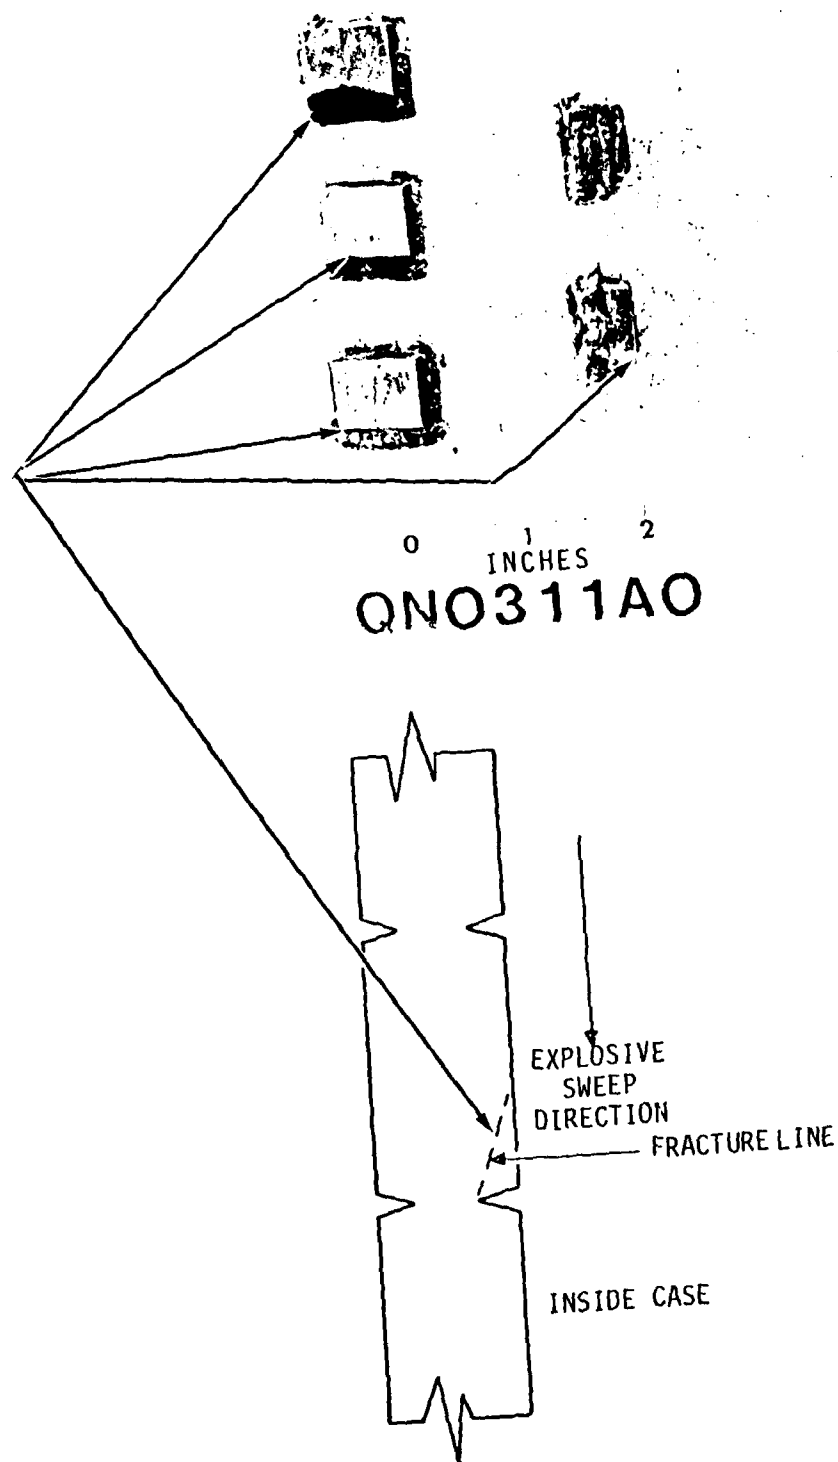 0 1 2
INCHES
QN0311A0
EXPLOSIVE
SWEEP
DIRECTION
FRACTURE LINE
INSIDE CASE